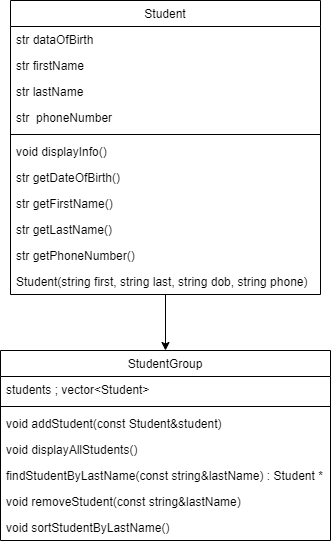 Student
str dataOfBirth
str firstName
str lastName
str  phoneNumber
void displayInfo()
str getDateOfBirth()
str getFirstName()
str getLastName()
str getPhoneNumber()
Student(string first, string last, string dob, string phone)
StudentGroup
students ; vector<Student>
void addStudent(const Student&student)
void displayAllStudents()
findStudentByLastName(const string&lastName) : Student *
void removeStudent(const string&lastName)
void sortStudentByLastName()